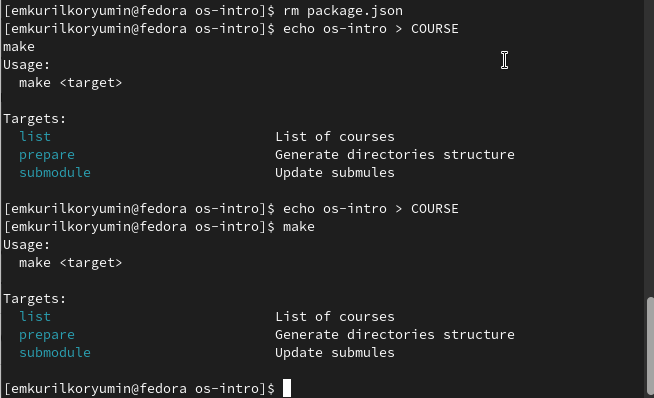 [emkurilkoryumin@fedora os-intro]$ rm package.json
[emkurilkoryumin@fedora os-intro]$ echo os-intro > COURSE
make
Usage:
  make <target>

Targets:
  list                List of courses
  prepare             Generate directories structure
  submodule           Update submules

[emkurilkoryumin@fedora os-intro]$ echo os-intro > COURSE
[emkurilkoryumin@fedora os-intro]$ make
Usage:
  make <target>

Targets:
  list                List of courses
  prepare             Generate directories structure
  submodule           Update submules

[emkurilkoryumin@fedora os-intro]$